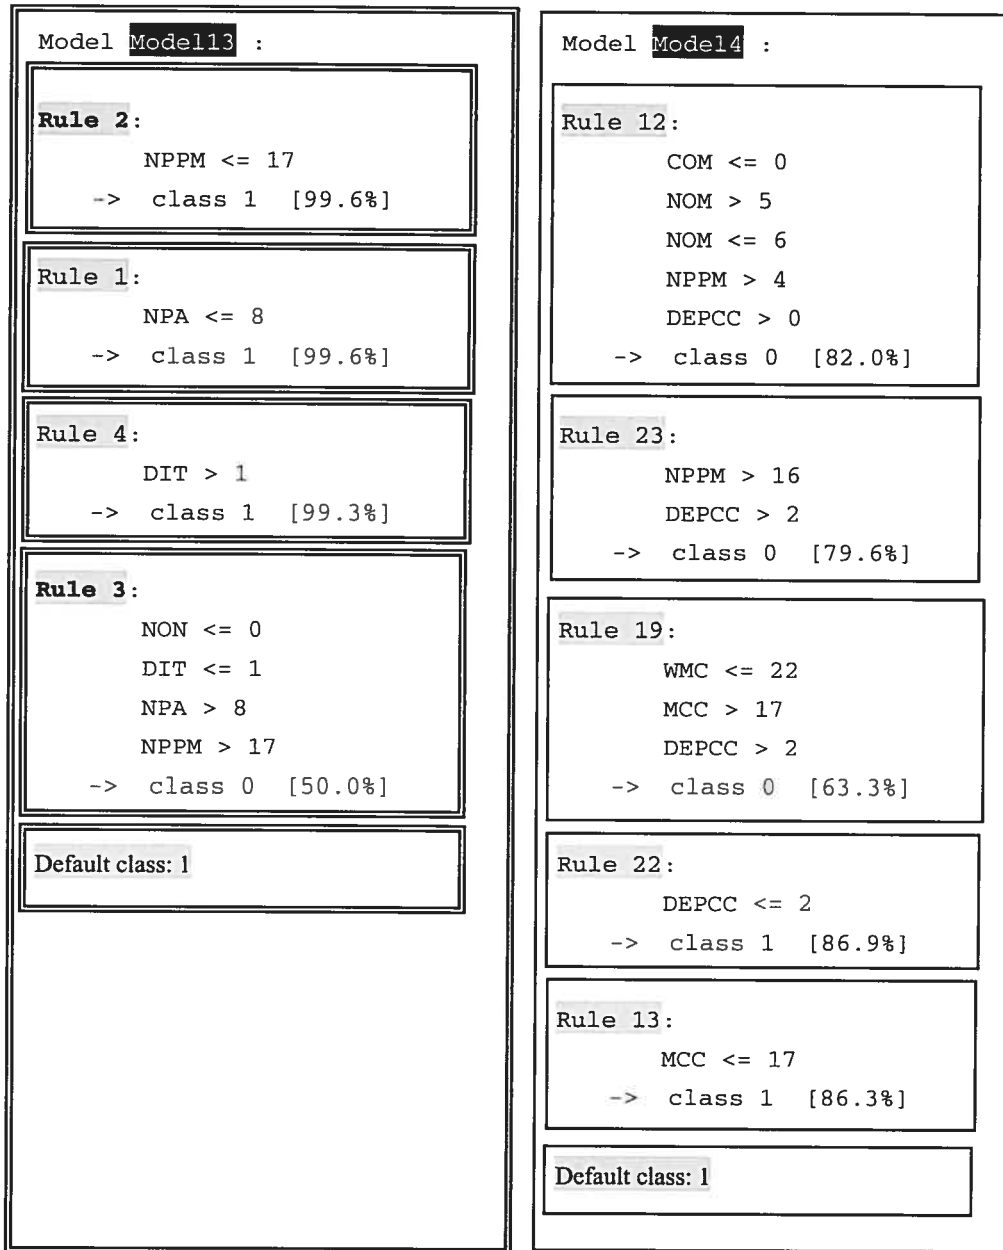 Model Model13 :
Rule 2:
NPPM <= 17
-> class 1 [99.6%]
Rule 1:
NPA <= 8
-> class 1 [99.6%]
Rule 4:
DIT > 1
-> class 1 [99.3%]
Rule 3:
NON <= 0
DIT <= 1
NPA > 8
NPPM > 17
-> class 0 [50.0%]
Default class: 1
Model Model4 :
Rule 12:
COM <= 0
NOM > 5
NOM <= 6
NPPM > 4
DEPCC > 0
-> class 0 [82.0%]
Rule 23:
NPPM > 16
DEPCC > 2
-> class 0 [79.6%]
Rule 19:
WMC <= 22
MCC > 17
DEPCC > 2
-> class 0 [63.3%]
Rule 22:
DEPCC <= 2
-> class 1 [86.9%]
Rule 13:
MCC <= 17
-> class 1 [86.3%]
Default class: 1